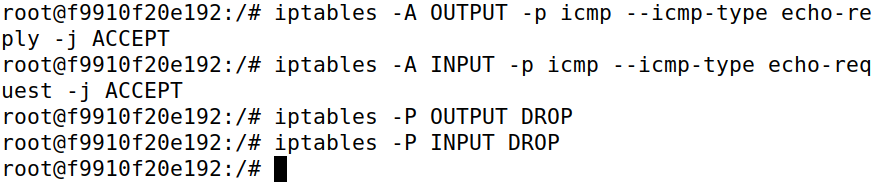 root@f9910f20e192:/# iptables -A OUTPUT -p icmp --icmp-type echo-re
ply -j ACCEPT
root@f9910f20e192:/# iptables -A INPUT -p icmp --icmp-type echo-req
uest -j ACCEPT
root@f9910f20e192:/# iptables -P OUTPUT DROP
root@f9910f20e192:/# iptables -P INPUT DROP
root@f9910f20e192:/#